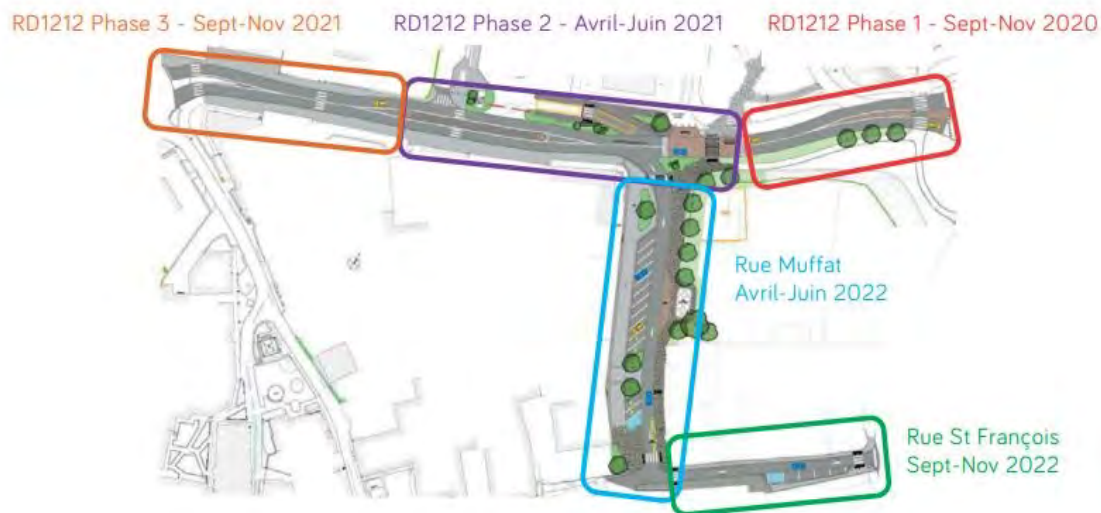 RD1212 Phase 3 - Sept-Nov 2021
RD1212 Phase 2 - Avril-Juin 2021
RD1212 Phase 1 - Sept-Nov 2020
Rue Muffat
Avril-Juin 2022
Rue St François
Sept-Nov 2022